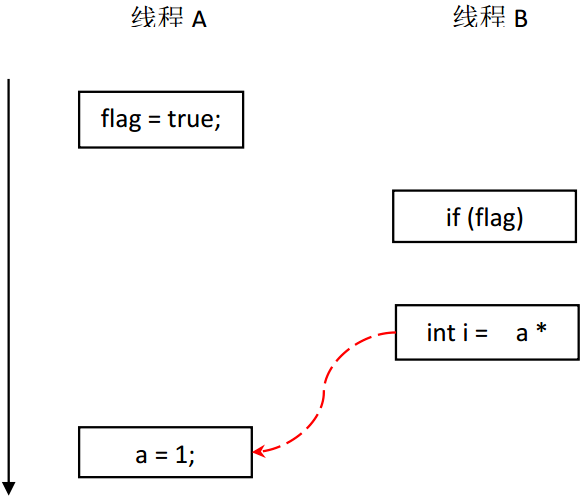 线程 A
线程 B
flag = true;
if (flag)
int i = a *
a = 1;